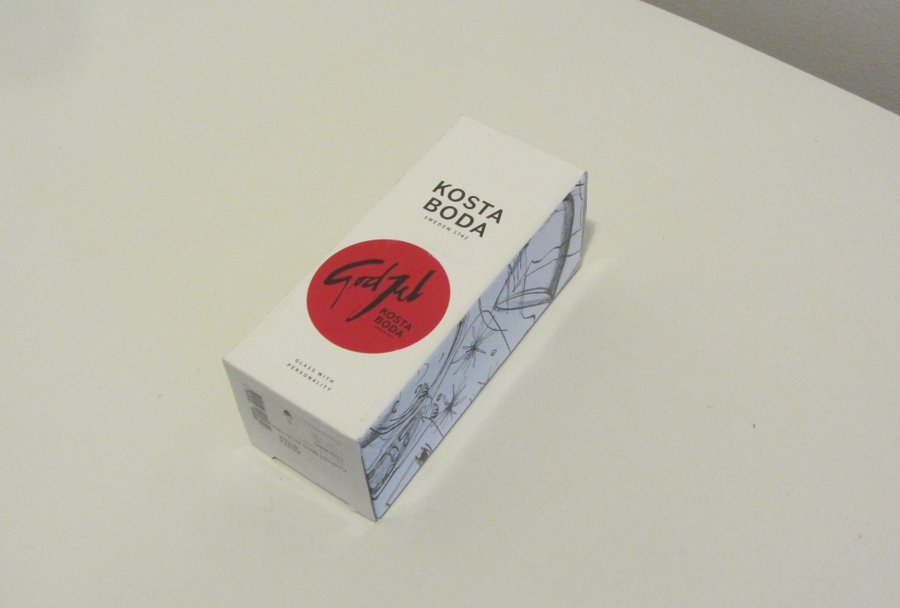 KOSTA
BODA
SWEDEN 1742
God Jul
KOSTA
BODA
GLASS WITH
PERSONALITY